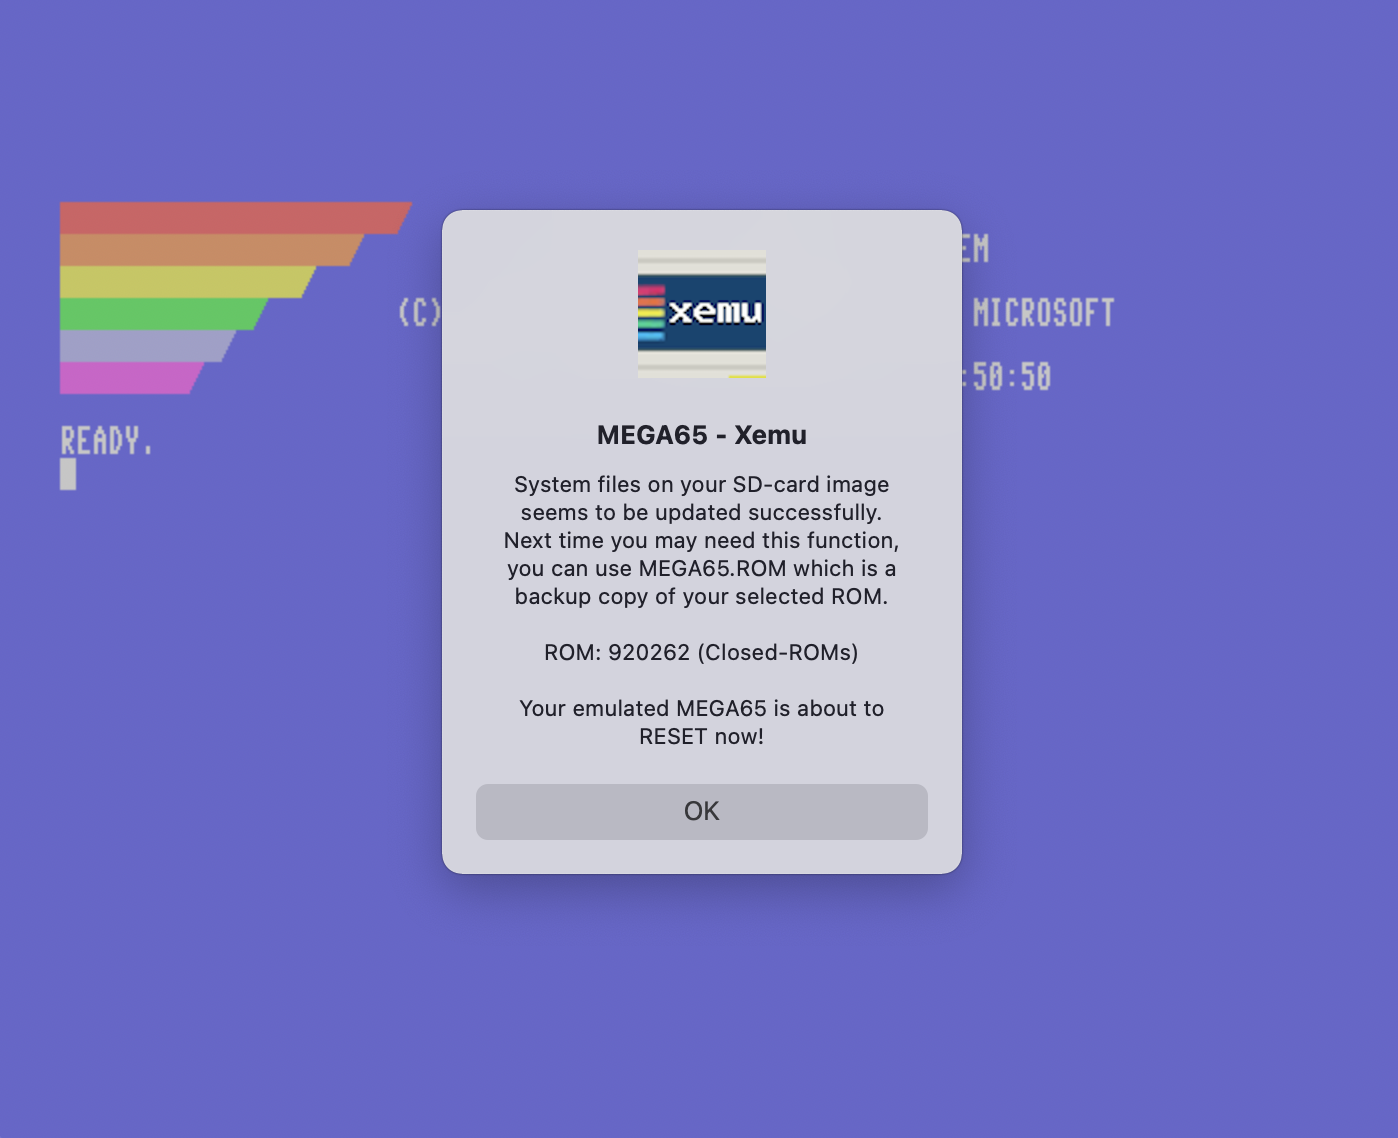 EM
(C)
MICROSOFT
:50:50
READY.
xemu
MEGA65 - Xemu
System files on your SD-card image
seems to be updated successfully.
Next time you may need this function,
you can use MEGA65.ROM which is a
backup copy of your selected ROM.
ROM: 920262 (Closed-ROMs)
Your emulated MEGA65 is about to
RESET now!
OK